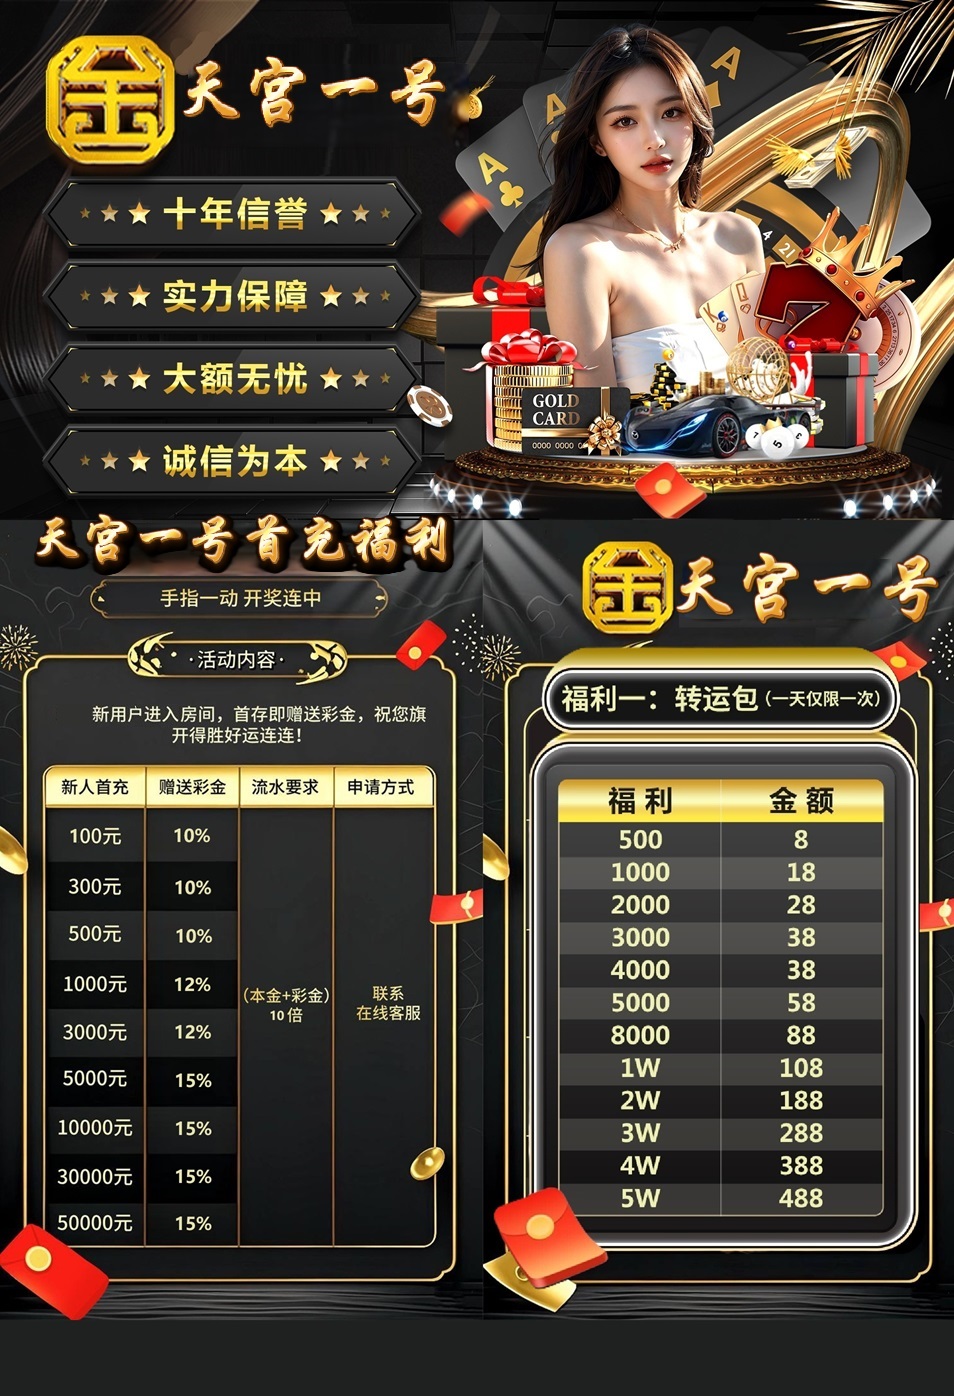 金 天宫一号
十年信誉
实力保障
大额无忧
诚信为本
A
A
A
K
7
4 21
GOLD
CARD
0000 0000
5
天宫一号首充福利
手指一动 开奖连中
·活动内容·
新用户进入房间，首存即赠送彩金，祝您旗
开得胜好运连连！
新人首充 赠送彩金 流水要求 申请方式
100元 10%
300元 10%
500元 10%
1000元 12%
（本金+彩金） 联系
10倍 在线客服
3000元 12%
5000元 15%
10000元 15%
30000元 15%
50000元 15%
金 天宫一号
福利一：转运包（一天仅限一次）
福利 金额
500 8
1000 18
2000 28
3000 38
4000 38
5000 58
8000 88
1W 108
2W 188
3W 288
4W 388
5W 488